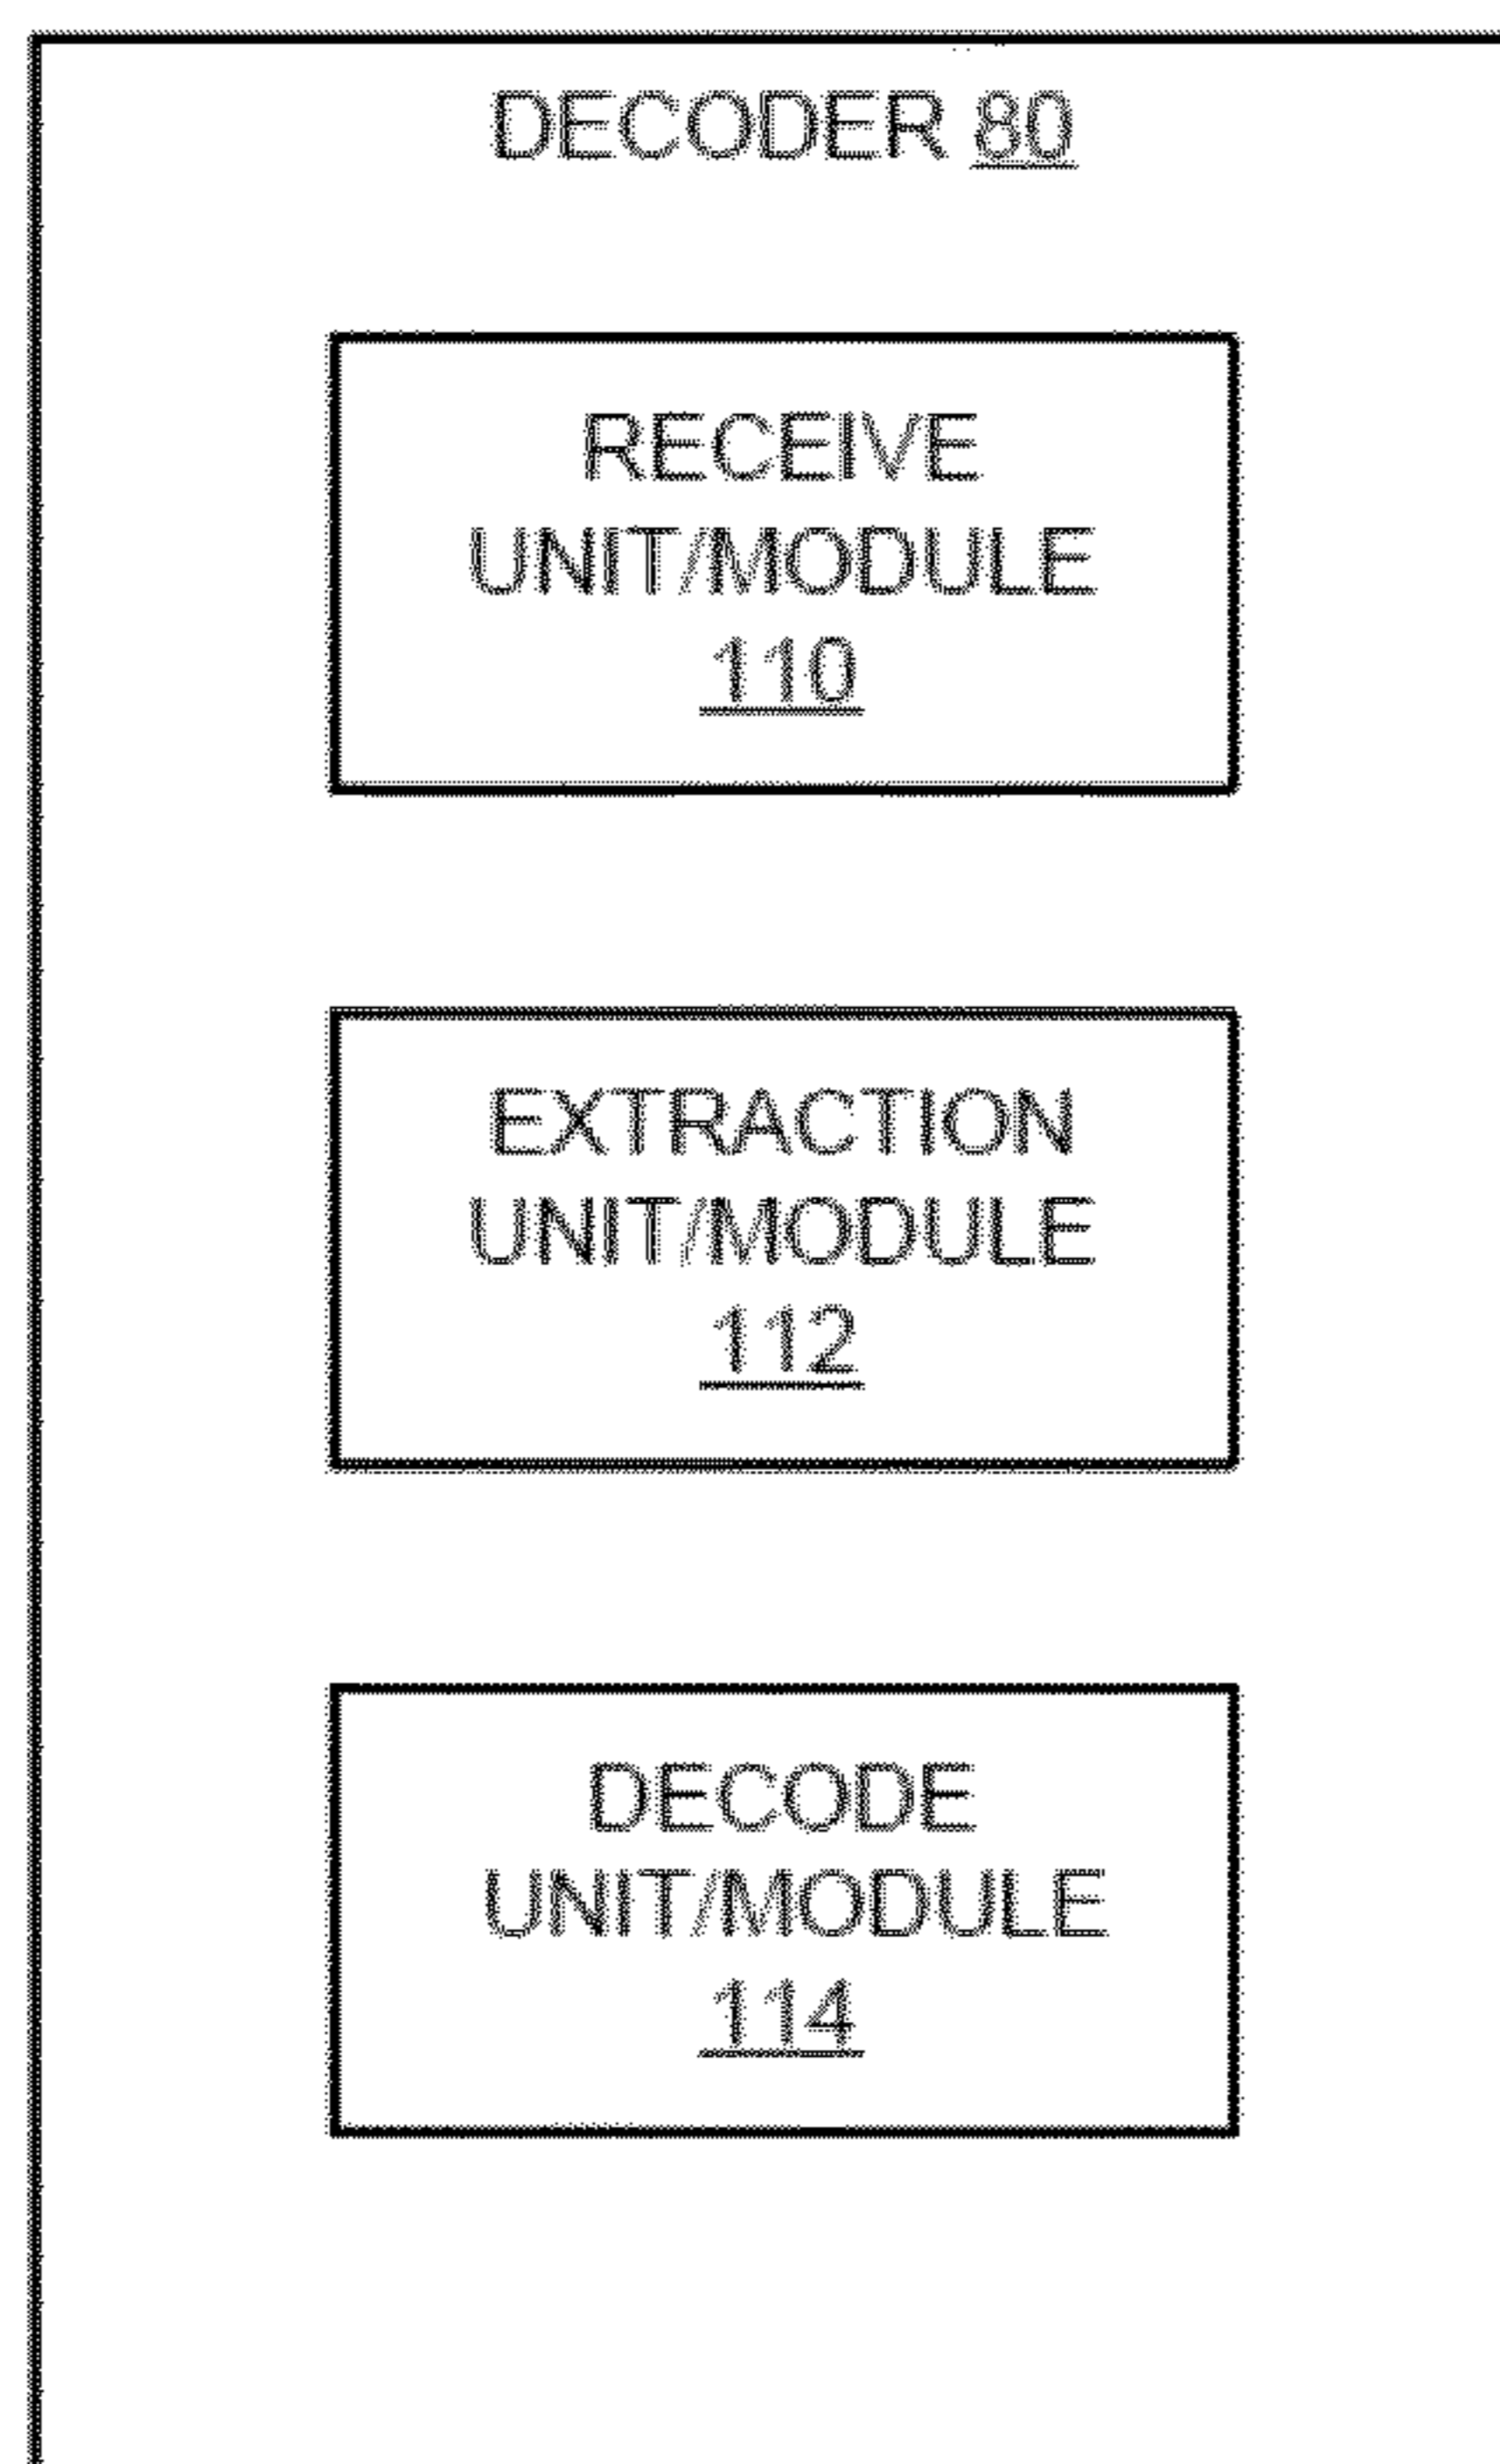 DECODER 80
RECEIVE
UNIT/MODULE
110
EXTRACTION
UNIT/MODULE
112
DECODE
UNIT/MODULE
114